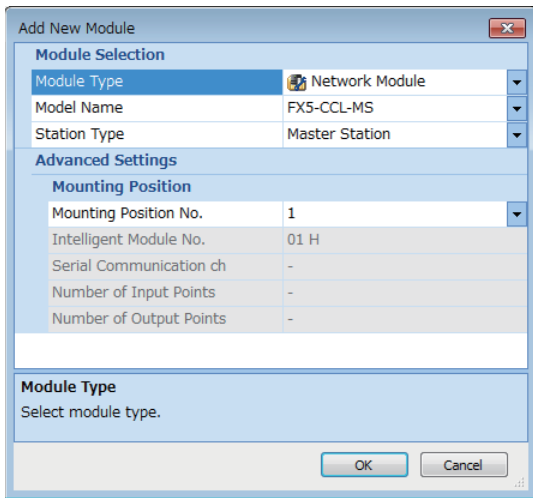 Add New Module
Module Selection
Module Type Network Module
Model Name FX5-CCL-MS
Station Type Master Station
Advanced Settings
Mounting Position
Mounting Position No. 1
Intelligent Module No. 01 H
Serial Communication ch -
Number of Input Points -
Number of Output Points -
Module Type
Select module type.
OK Cancel